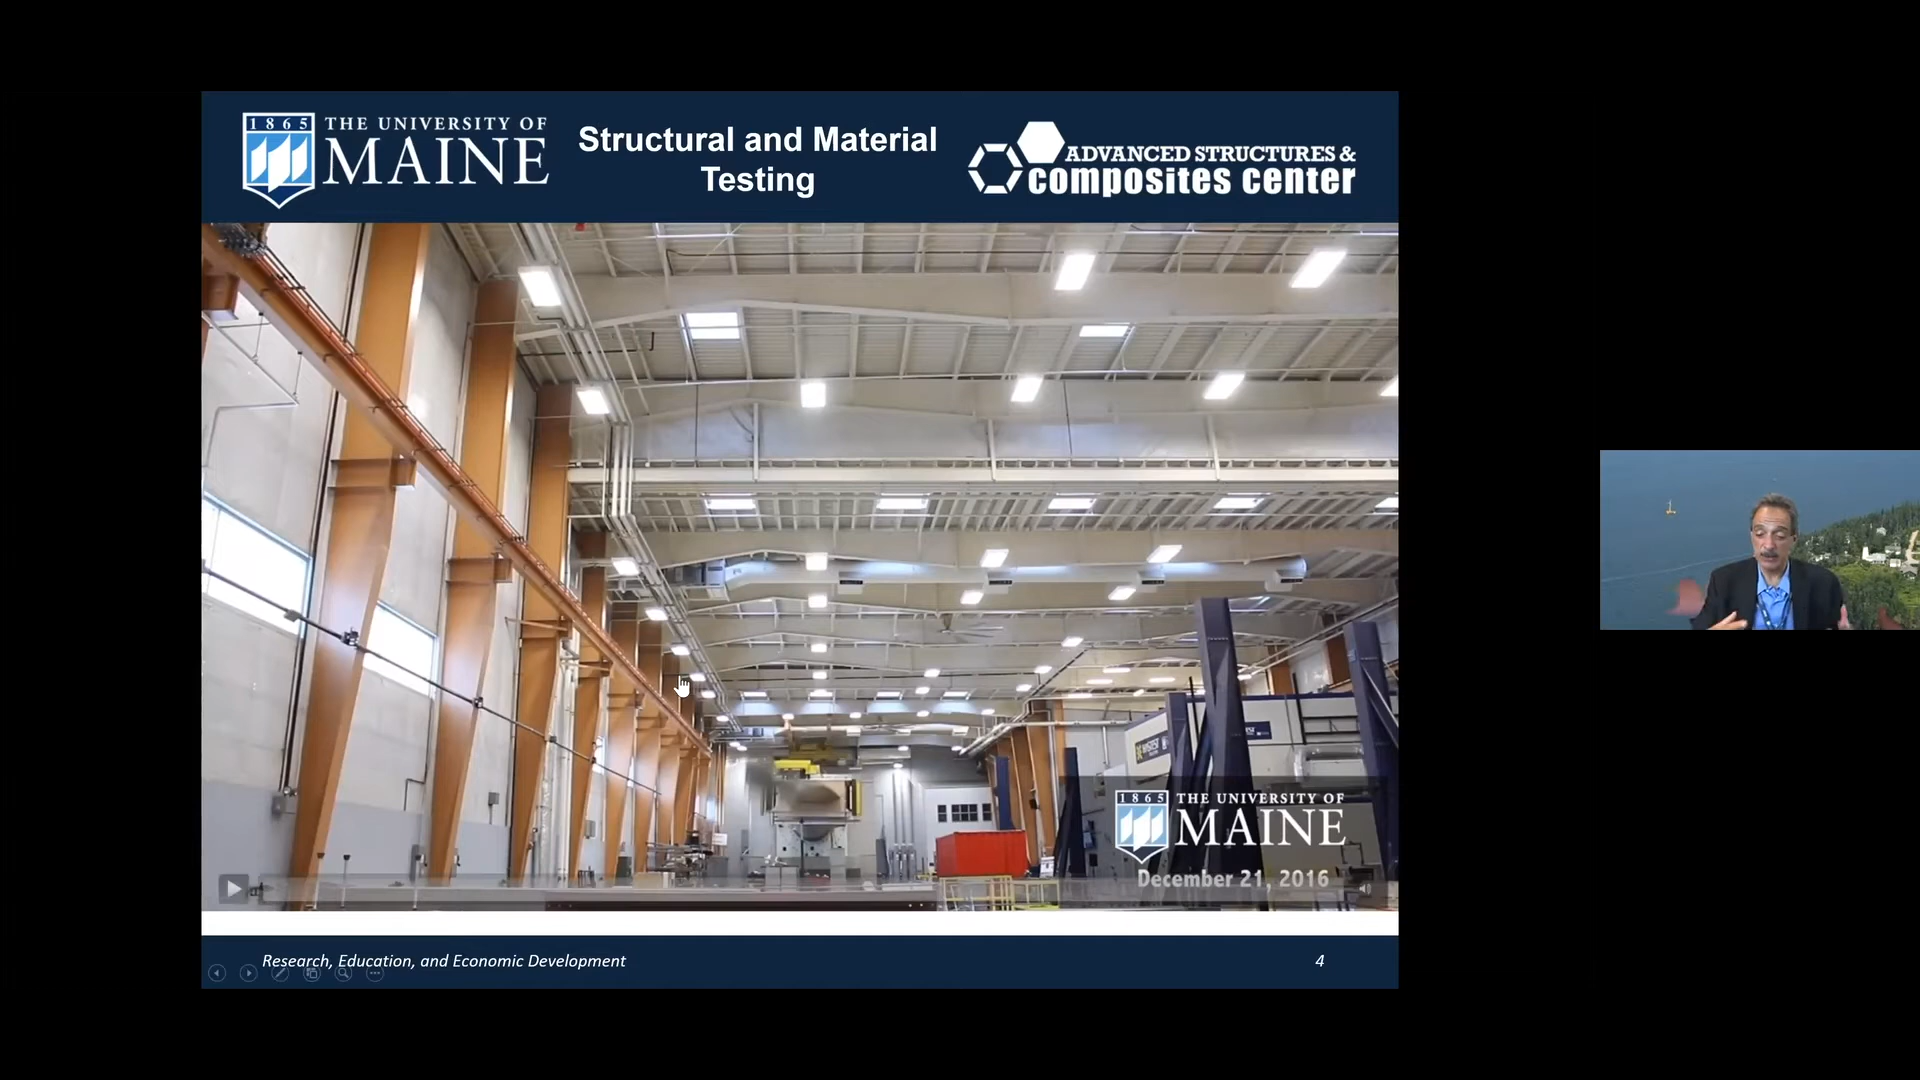 1865
THE UNIVERSITY OF
MAINE
Structural and Material
Testing
ADVANCED STRUCTURES &
composites center
1865
THE UNIVERSITY OF
MAINE
December 21, 2016
Research, Education, and Economic Development
4